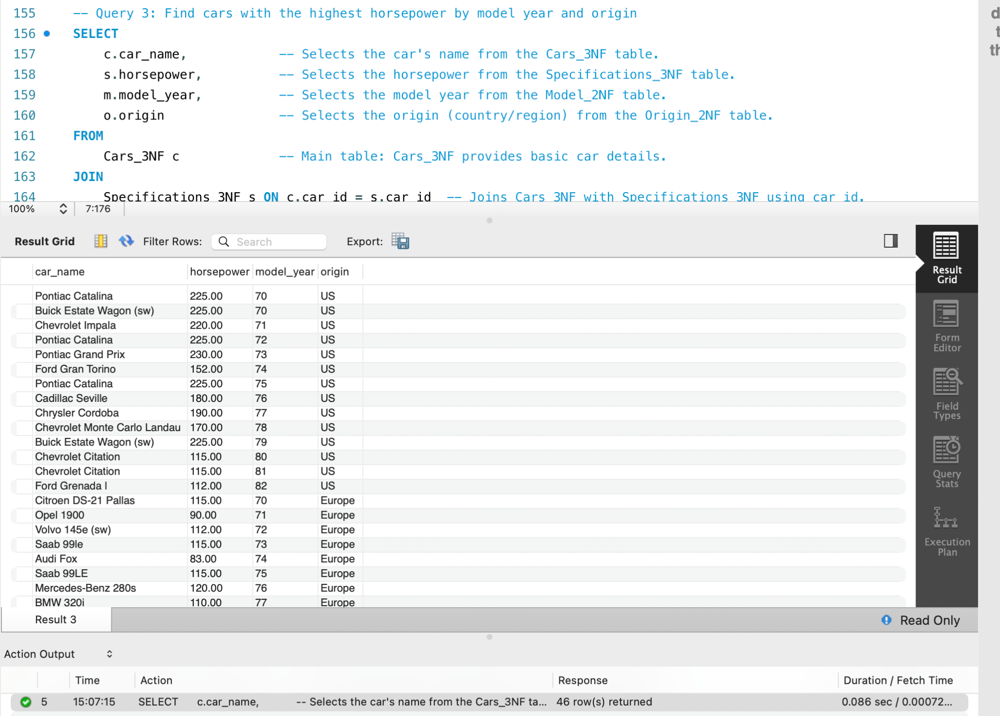 155 -- Query 3: Find cars with the highest horsepower by model year and origin
156 SELECT
157 c.car_name, -- Selects the car's name from the Cars_3NF table.
158 s.horsepower, -- Selects the horsepower from the Specifications_3NF table.
159 m.model_year, -- Selects the model year from the Model_2NF table.
160 o.origin -- Selects the origin (country/region) from the Origin_2NF table.
161 FROM
162 Cars_3NF c -- Main table: Cars_3NF provides basic car details.
163 JOIN
164 Specifications_3NF s ON c.car_id = s.car_id -- Joins Cars_3NF with Specifications_3NF using car_id.
100% 7:176
Result Grid Filter Rows: Search Export:
car_name horsepower model_year origin
Pontiac Catalina 225.00 70 US
Buick Estate Wagon (sw) 225.00 70 US
Chevrolet Impala 220.00 71 US
Pontiac Catalina 225.00 72 US
Pontiac Grand Prix 230.00 73 US
Ford Gran Torino 152.00 74 US
Pontiac Catalina 225.00 75 US
Cadillac Seville 180.00 76 US
Chrysler Cordoba 190.00 77 US
Chevrolet Monte Carlo Landau 170.00 78 US
Buick Estate Wagon (sw) 225.00 79 US
Chevrolet Citation 115.00 80 US
Chevrolet Citation 115.00 81 US
Ford Grenada l 112.00 82 US
Citroen DS-21 Pallas 115.00 70 Europe
Opel 1900 90.00 71 Europe
Volvo 145e (sw) 112.00 72 Europe
Saab 99le 115.00 73 Europe
Audi Fox 83.00 74 Europe
Saab 99LE 115.00 75 Europe
Mercedes-Benz 280s 120.00 76 Europe
BMW 320i 110.00 77 Europe
Result
Grid
Form
Editor
Field
Types
Query
Stats
Execution
Plan
Result 3 Read Only
Action Output
Time Action Response Duration / Fetch Time
5 15:07:15 SELECT c.car_name, -- Selects the car's name from the Cars_3NF ta... 46 row(s) returned 0.086 sec / 0.00072...